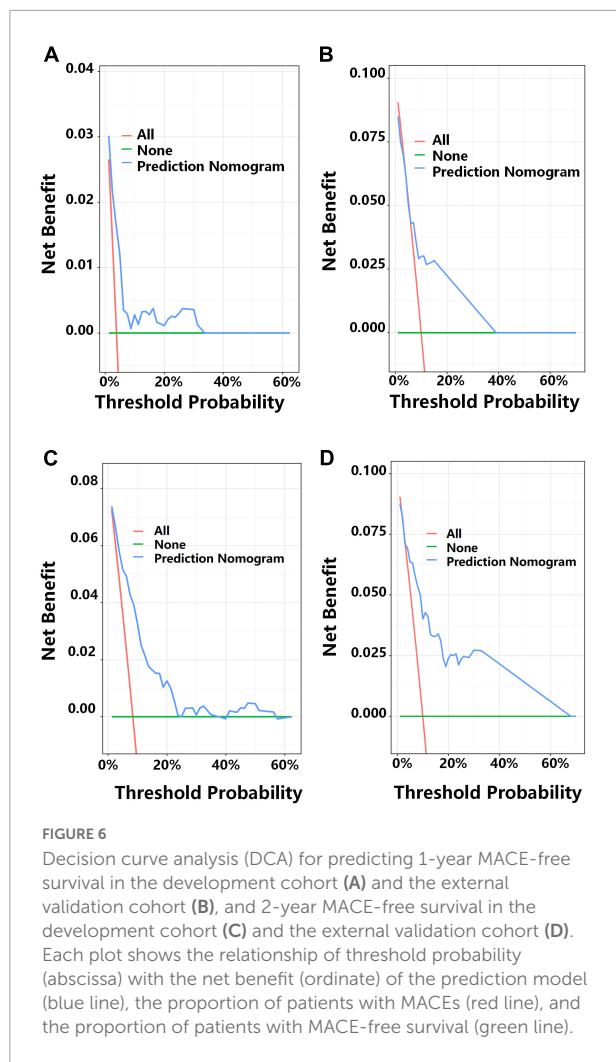 A
B
0.04
0.03
0.02
0.01
0.00
Net Benefit
All
None
Prediction Nomogram
0% 20% 40% 60%
Threshold Probability
0.100
0.075
0.050
0.025
0.000
Net Benefit
All
None
Prediction Nomogram
0% 20% 40% 60%
Threshold Probability
C
D
0.08
0.06
0.04
0.02
0.00
Net Benefit
All
None
Prediction Nomogram
0% 20% 40% 60%
Threshold Probability
0.100
0.075
0.050
0.025
0.000
Net Benefit
All
None
Prediction Nomogram
0% 20% 40% 60%
Threshold Probability
FIGURE 6
Decision curve analysis (DCA) for predicting 1-year MACE-free
survival in the development cohort (A) and the external
validation cohort (B), and 2-year MACE-free survival in the
development cohort (C) and the external validation cohort (D).
Each plot shows the relationship of threshold probability
(abscissa) with the net benefit (ordinate) of the prediction model
(blue line), the proportion of patients with MACEs (red line), and
the proportion of patients with MACE-free survival (green line).